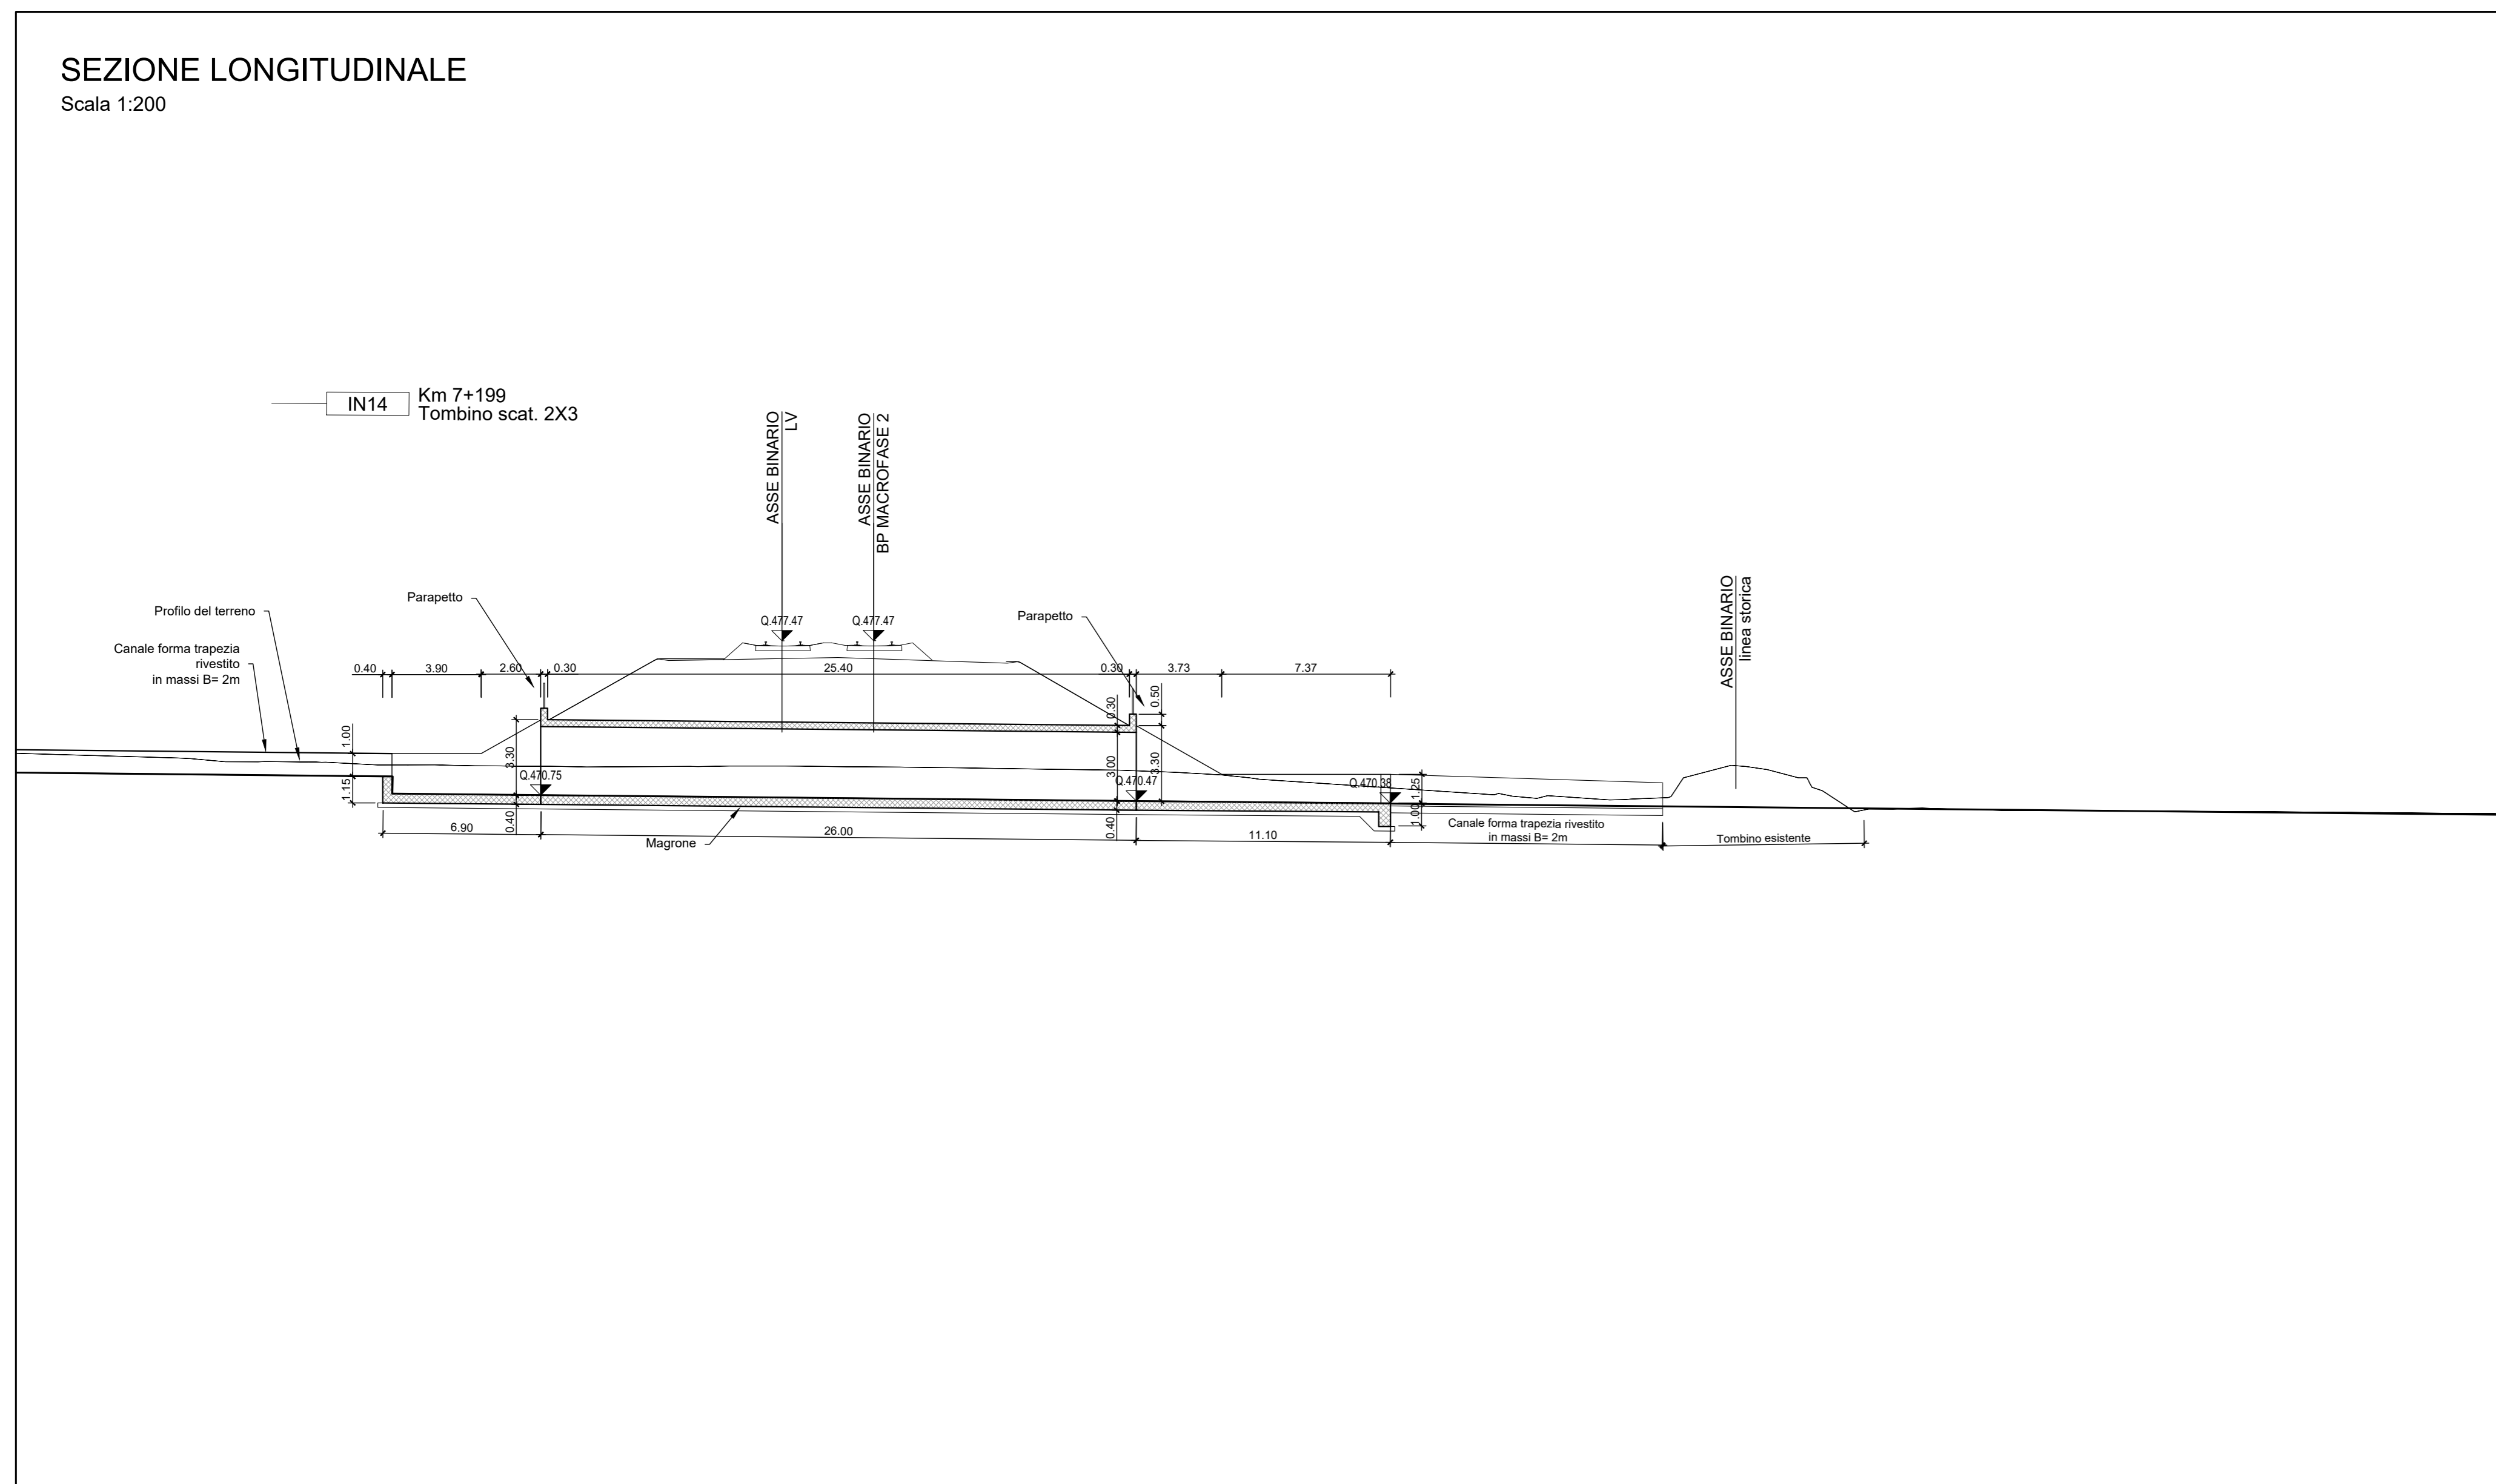 SEZIONE LONGITUDINALE
Scala 1:200
IN14
Km 7+199
Tombino scat. 2X3
ASSE BINARIO
LV
ASSE BINARIO
BP MACROFASE 2
ASSE BINARIO
linea storica
Parapetto
Profilo del terreno
Parapetto
Canale forma trapezia
rivestito
in massi B= 2m
Q.477.47
Q.477.47
0.40
3.90
2.60
0.30
25.40
0.30
3.73
7.37
0.30
0.50
1.00
3.30
3.00
3.30
1.15
Q.470.75
Q.470.47
Q.470.38
1.25
0.40
0.40
1.00
6.90
26.00
11.10
Magrone
Canale forma trapezia rivestito
in massi B= 2m
Tombino esistente